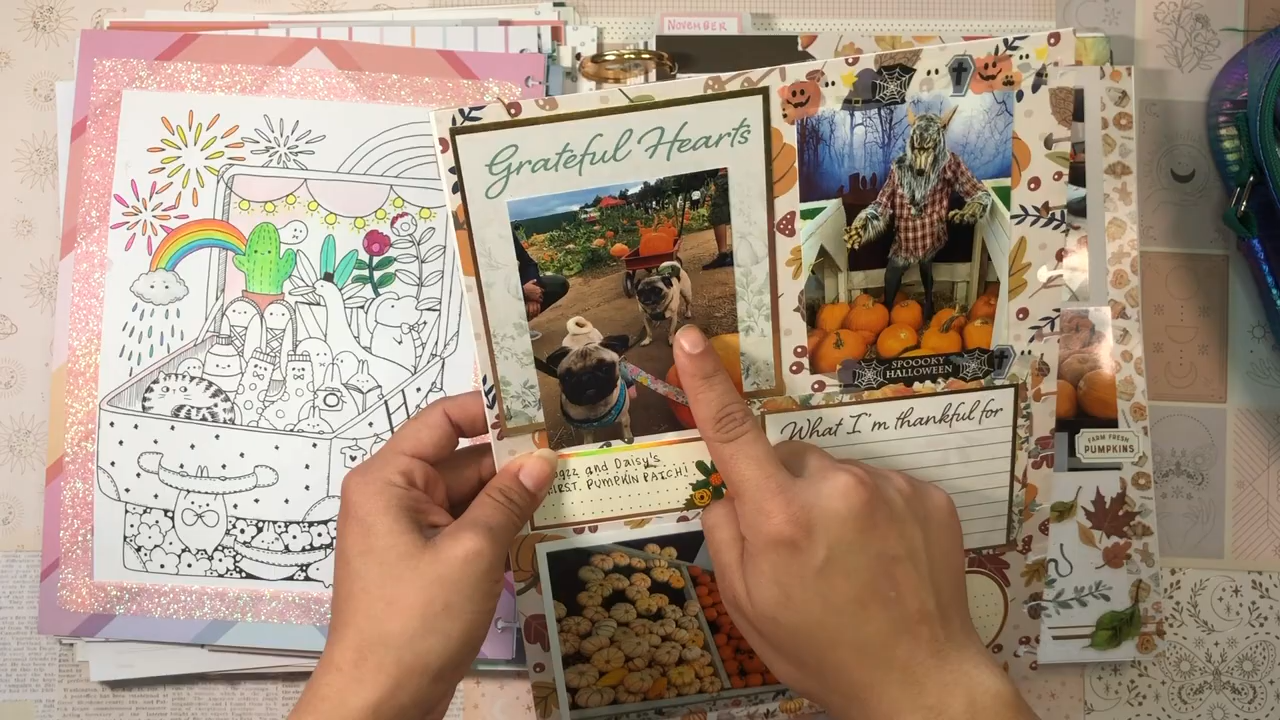 NOVEMBER
Grateful Hearts
SPOOOKY
HALLOWEEN
What I'm thankful for
and Daisy's
FIRST PUMPKIN PATCH!
FARM FRESH
PUMPKINS